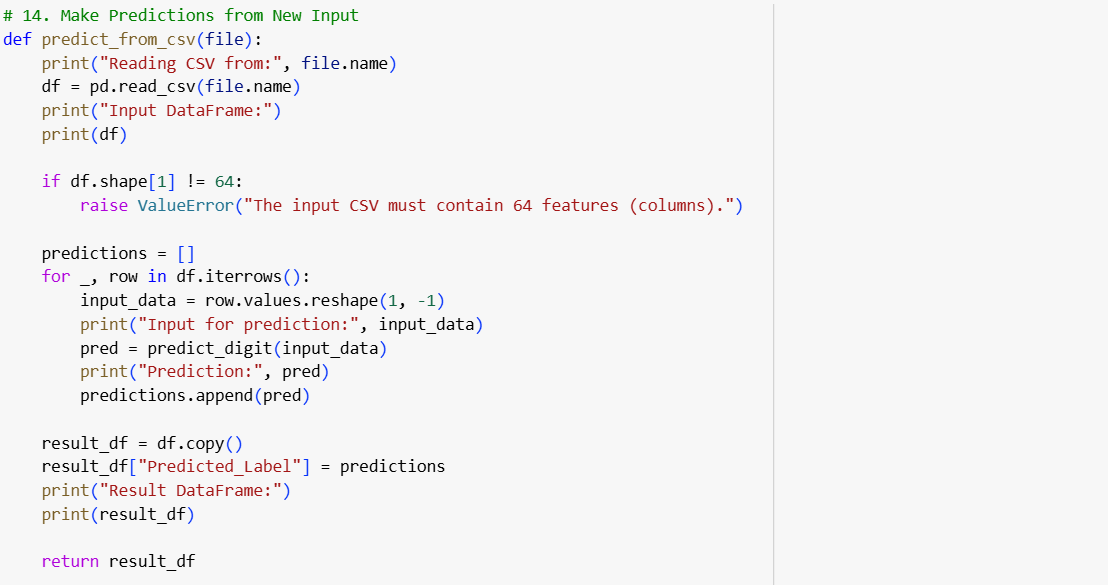 # 14. Make Predictions from New Input
def predict_from_csv(file):
    print("Reading CSV from:", file.name)
    df = pd.read_csv(file.name)
    print("Input DataFrame:")
    print(df)

    if df.shape[1] != 64:
        raise ValueError("The input CSV must contain 64 features (columns).")

    predictions = []
    for _, row in df.iterrows():
        input_data = row.values.reshape(1, -1)
        print("Input for prediction:", input_data)
        pred = predict_digit(input_data)
        print("Prediction:", pred)
        predictions.append(pred)

    result_df = df.copy()
    result_df["Predicted_Label"] = predictions
    print("Result DataFrame:")
    print(result_df)

    return result_df